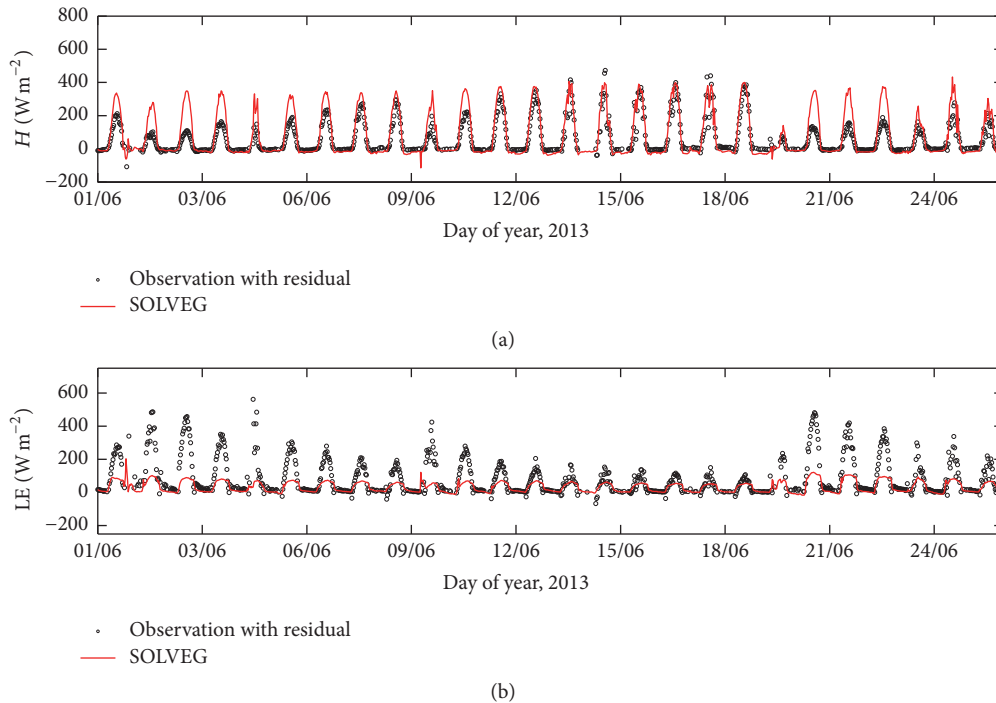 800
600
400
200
0
−200
H (W m−2)
01/06 03/06 06/06 09/06 12/06 15/06 18/06 21/06 24/06
Day of year, 2013
Observation with residual
SOLVEG
(a)
600
400
200
0
−200
LE (W m−2)
01/06 03/06 06/06 09/06 12/06 15/06 18/06 21/06 24/06
Day of year, 2013
Observation with residual
SOLVEG
(b)